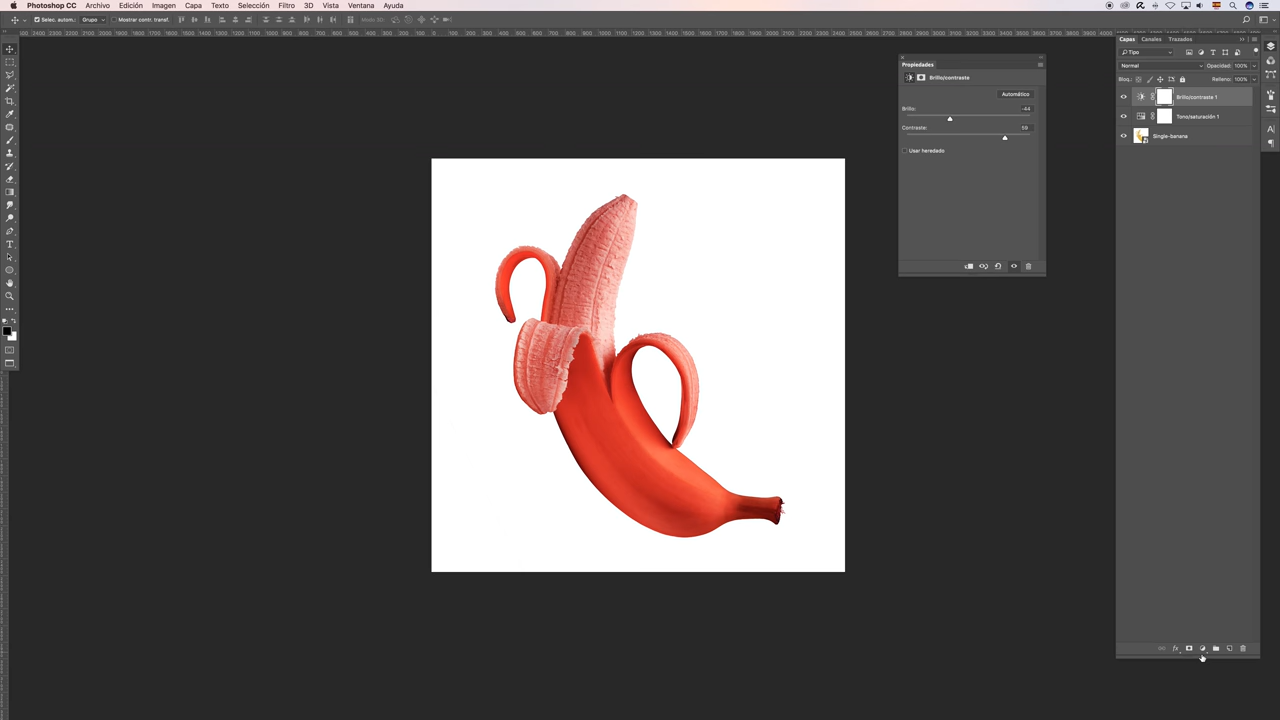 Photoshop CC Archivo Edición Imagen Capa Texto Selección Filtro 3D Vista Ventana Ayuda
Selec. autom.: Grupo Mostrar contr. transf. Modo 3D:
Capas Canales Trazados
Tipo
Normal Opacidad: 100%
Bloq.: Relleno: 100%
Brillo/contraste 1
Tono/saturación 1
Single-banana
Propiedades
Brillo/contraste
Automático
Brillo: -44
Contraste: 59
Usar heredado